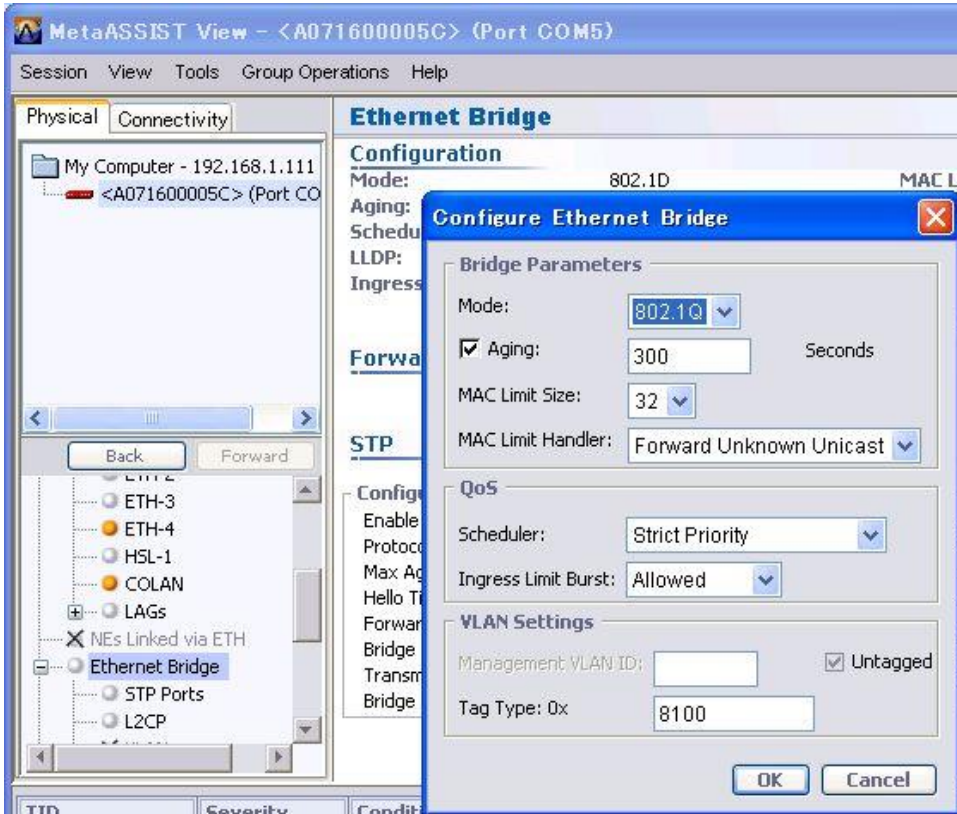 MetaASSIST View - <A071600005C> (Port COM5)
Session View Tools Group Operations Help
Physical Connectivity
My Computer - 192.168.1.111
<A071600005C> (Port CO
Back Forward
ETH-3
ETH-4
HSL-1
COLAN
LAGs
NEs Linked via ETH
Ethernet Bridge
STP Ports
L2CP
Ethernet Bridge
Configuration
Mode: 802.1D MAC L
Aging:
Schedu
LLDP:
Ingress
Forwa
STP
Config
Enable
Protoco
Max Ag
Hello Ti
Forwar
Bridge
Transm
Bridge
Configure Ethernet Bridge
Bridge Parameters
Mode: 802.1Q
Aging: 300 Seconds
MAC Limit Size: 32
MAC Limit Handler: Forward Unknown Unicast
QoS
Scheduler: Strict Priority
Ingress Limit Burst: Allowed
VLAN Settings
Management VLAN ID: Untagged
Tag Type: 0x 8100
OK Cancel
TID Severity Conditi